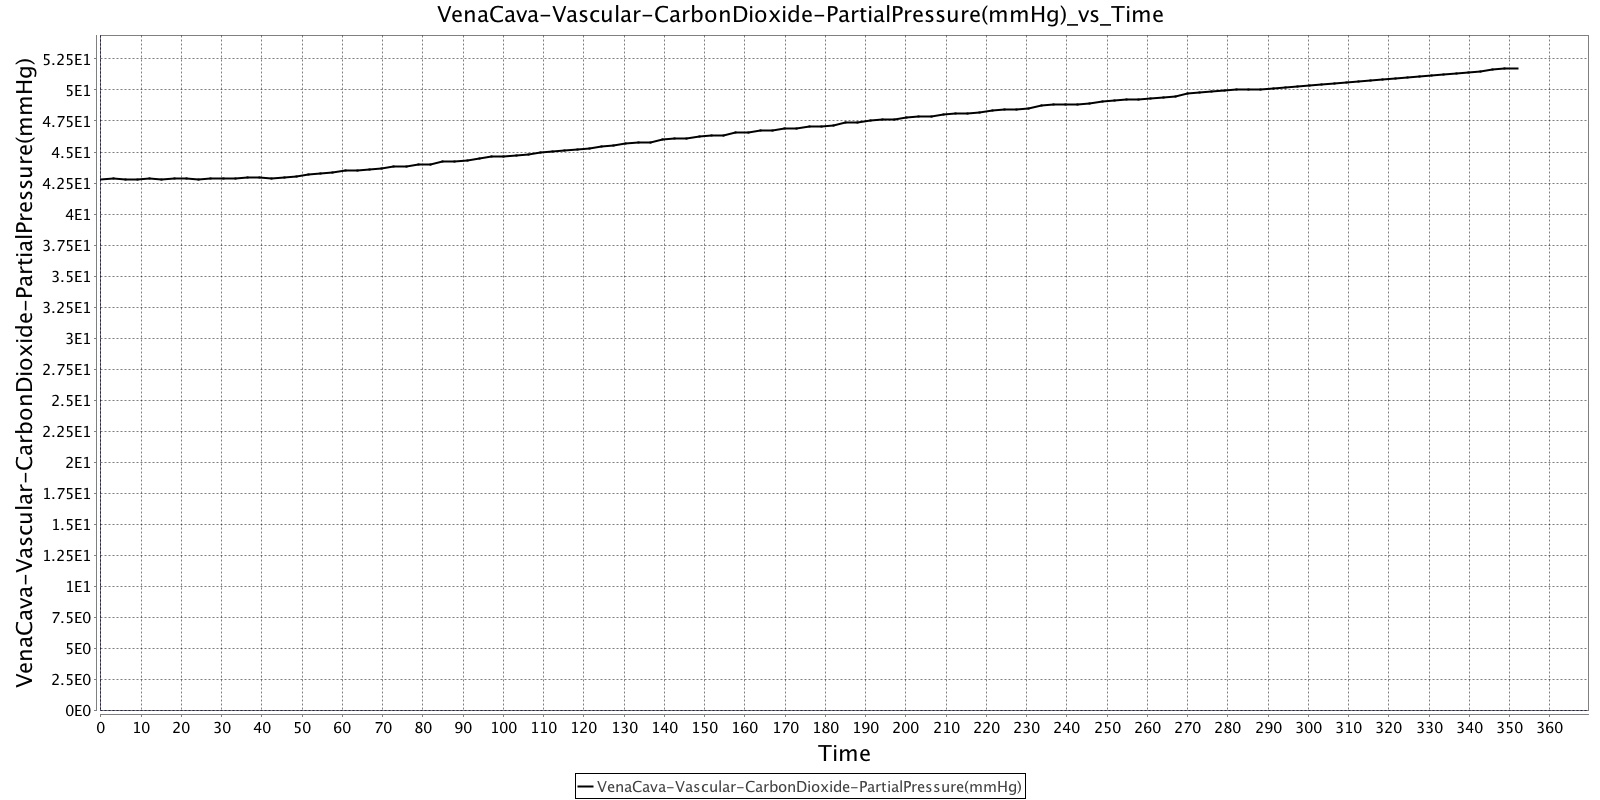 VenaCava-Vascular-CarbonDioxide-PartialPressure(mmHg)_vs_Time
VenaCava-Vascular-CarbonDioxide-PartialPressure(mmHg)
5.25E1
5E1
4.75E1
4.5E1
4.25E1
4E1
3.75E1
3.5E1
3.25E1
3E1
2.75E1
2.5E1
2.25E1
2E1
1.75E1
1.5E1
1.25E1
1E1
7.5E0
5E0
2.5E0
0E0
0 10 20 30 40 50 60 70 80 90 100 110 120 130 140 150 160 170 180 190 200 210 220 230 240 250 260 270 280 290 300 310 320 330 340 350 360
Time
VenaCava-Vascular-CarbonDioxide-PartialPressure(mmHg)